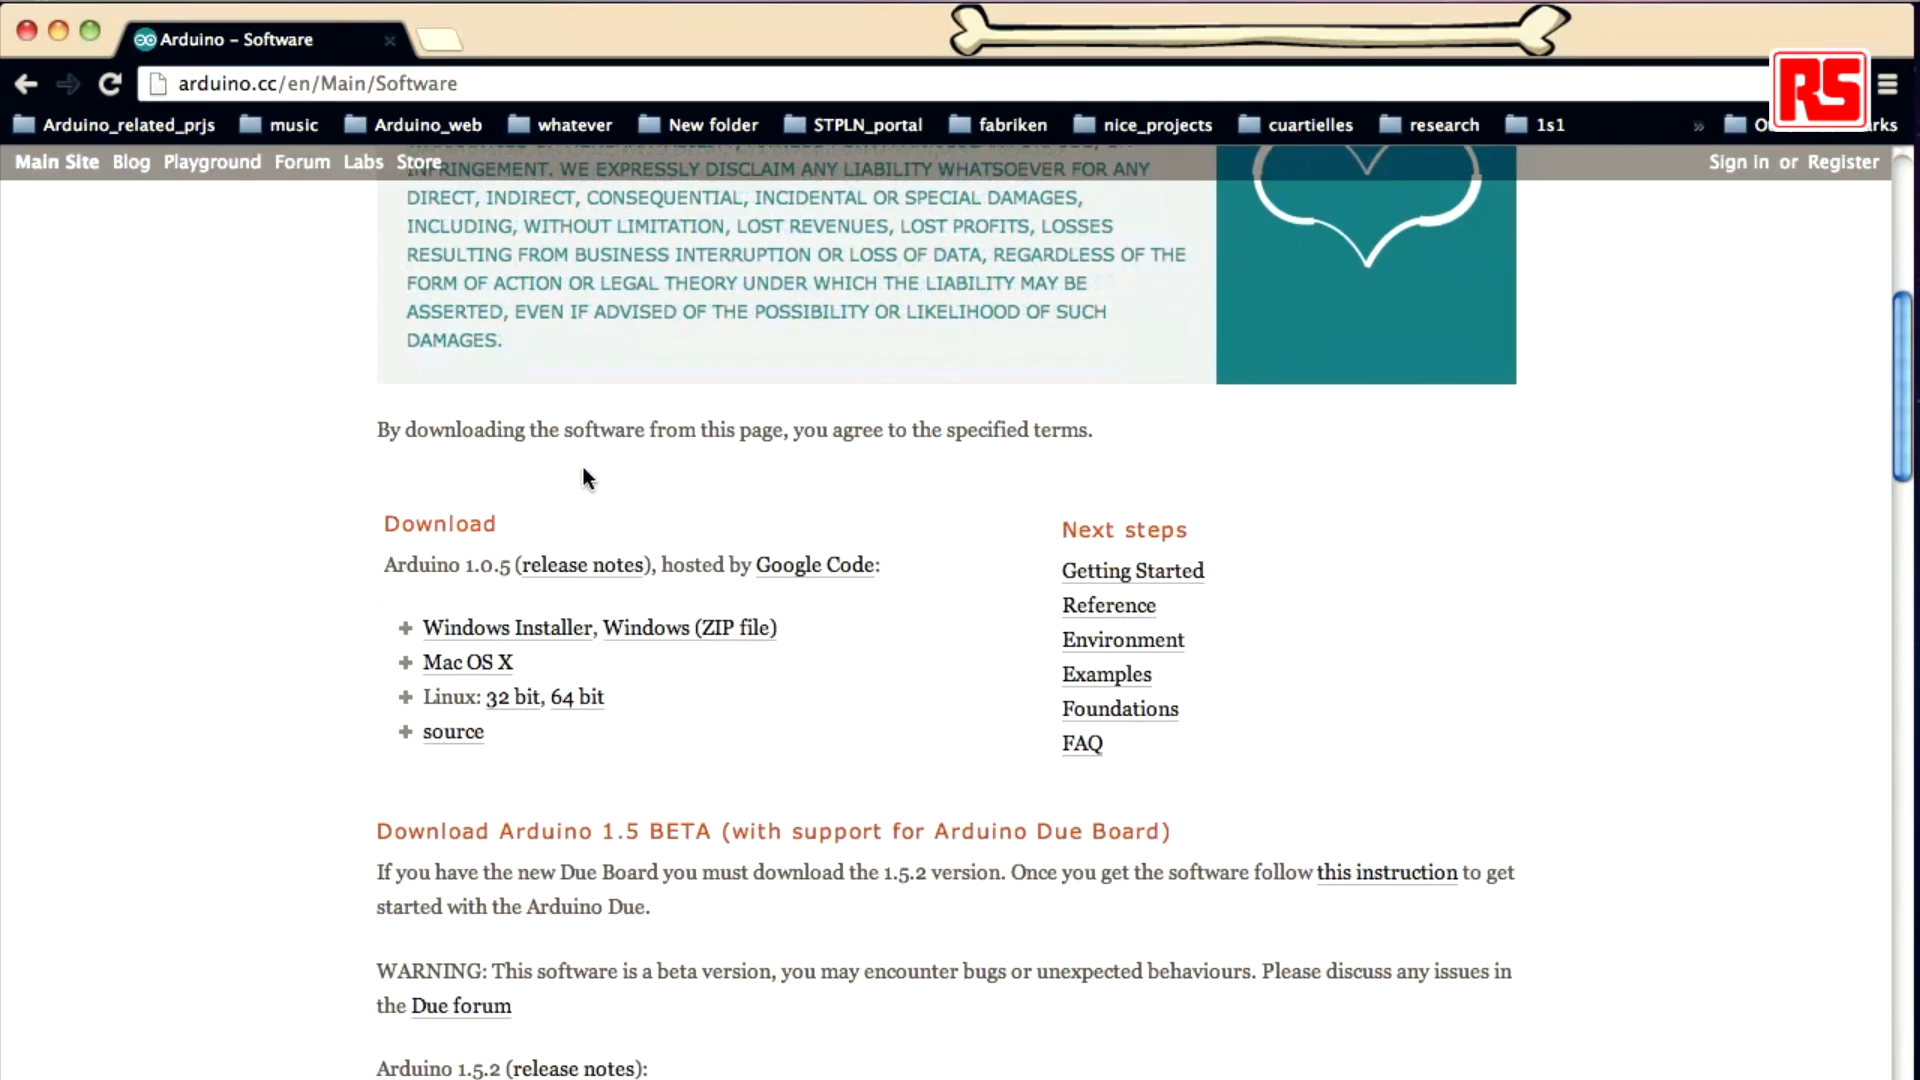 Arduino – Software
arduino.cc/en/Main/Software
Arduino_related_prjs music Arduino_web whatever New folder STPLN_portal fabriken nice_projects cuartielles research 1s1 »
RS
Main Site Blog Playground Forum Labs Store Sign in or Register
INFRINGEMENT. WE EXPRESSLY DISCLAIM ANY LIABILITY WHATSOEVER FOR ANY
DIRECT, INDIRECT, CONSEQUENTIAL, INCIDENTAL OR SPECIAL DAMAGES,
INCLUDING, WITHOUT LIMITATION, LOST REVENUES, LOST PROFITS, LOSSES
RESULTING FROM BUSINESS INTERRUPTION OR LOSS OF DATA, REGARDLESS OF THE
FORM OF ACTION OR LEGAL THEORY UNDER WHICH THE LIABILITY MAY BE
ASSERTED, EVEN IF ADVISED OF THE POSSIBILITY OR LIKELIHOOD OF SUCH
DAMAGES.
By downloading the software from this page, you agree to the specified terms.
Download
Arduino 1.0.5 (release notes), hosted by Google Code:
Windows Installer, Windows (ZIP file)
Mac OS X
Linux: 32 bit, 64 bit
source
Next steps
Getting Started
Reference
Environment
Examples
Foundations
FAQ
Download Arduino 1.5 BETA (with support for Arduino Due Board)
If you have the new Due Board you must download the 1.5.2 version. Once you get the software follow this instruction to get
started with the Arduino Due.
WARNING: This software is a beta version, you may encounter bugs or unexpected behaviours. Please discuss any issues in
the Due forum
Arduino 1.5.2 (release notes):